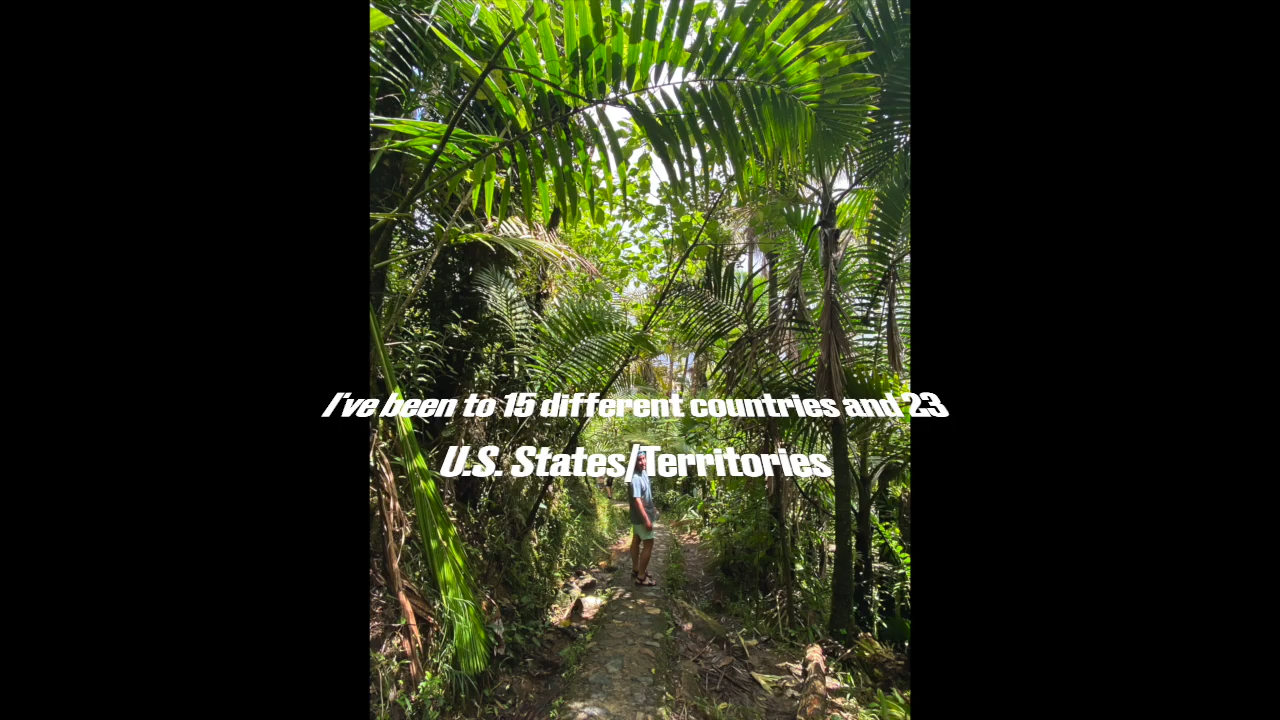 I've been to 15 different countries and 23
U.S. States/Territories